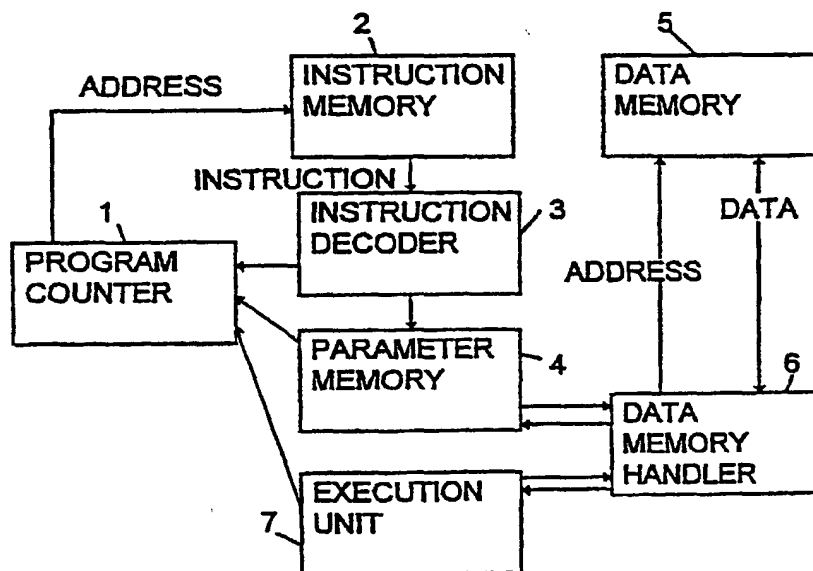 2
5
ADDRESS
INSTRUCTION
MEMORY
DATA
MEMORY
INSTRUCTION
1
INSTRUCTION
DECODER
3
DATA
PROGRAM
COUNTER
ADDRESS
PARAMETER
MEMORY
4
6
DATA
MEMORY
HANDLER
EXECUTION
UNIT
7